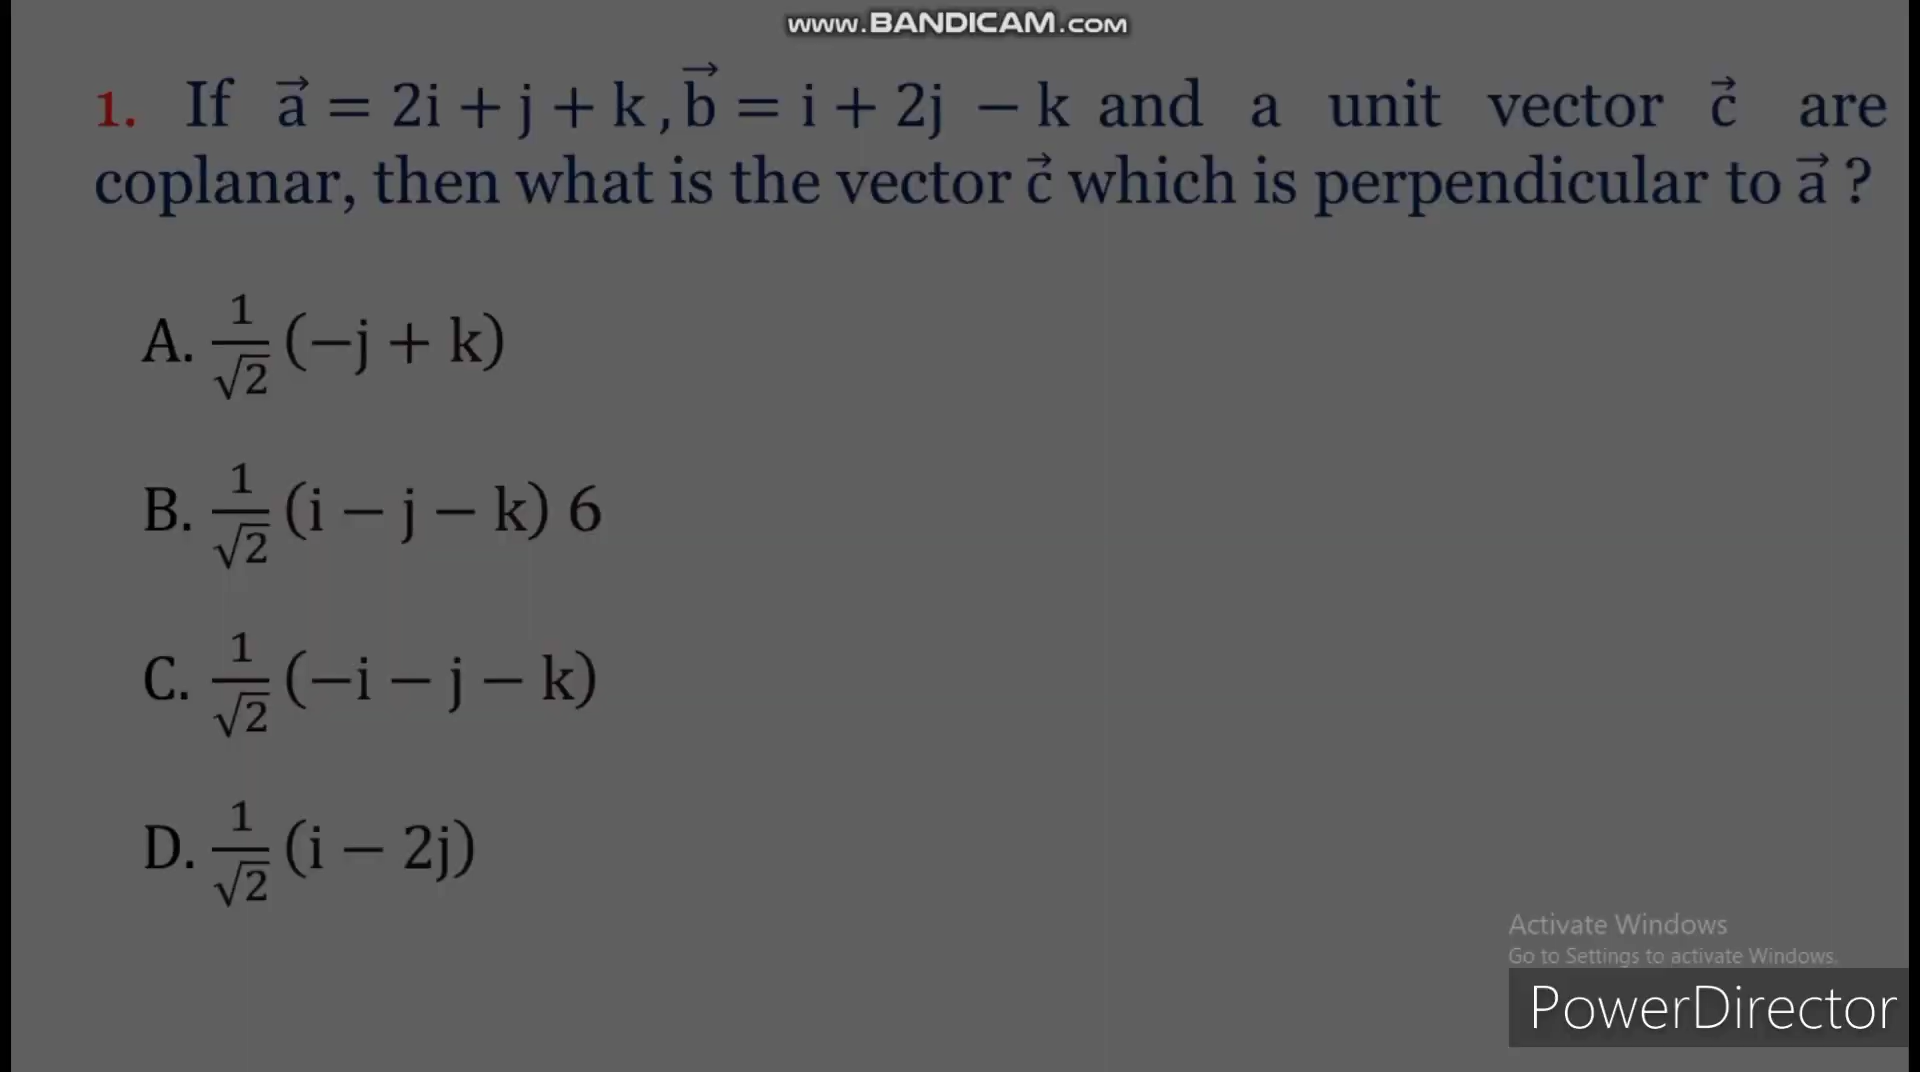 www.BANDICAM.com
1. If a⃗ = 2i + j + k , b⃗ = i + 2j − k and a unit vector c⃗ are
coplanar, then what is the vector c⃗ which is perpendicular to a⃗ ?
A. 1/√2 (−j + k)
B. 1/√2 (i − j − k) 6
C. 1/√2 (−i − j − k)
D. 1/√2 (i − 2j)
Activate Windows
Go to Settings to activate Windows.
PowerDirector